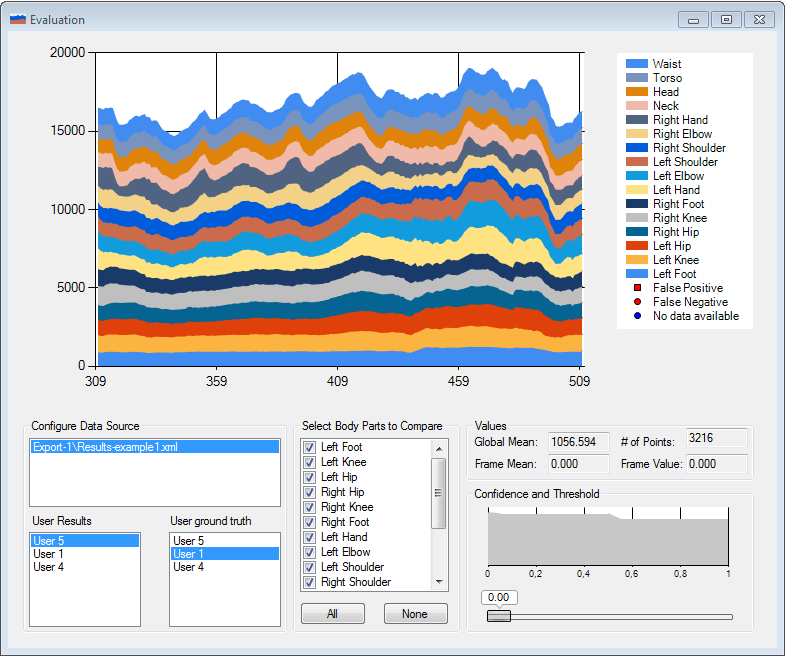 Evaluation
20000
15000
10000
5000
0
309 359 409 459 509
Waist
Torso
Head
Neck
Right Hand
Right Elbow
Right Shoulder
Left Shoulder
Left Elbow
Left Hand
Right Foot
Right Knee
Right Hip
Left Hip
Left Knee
Left Foot
False Positive
False Negative
No data available
Configure Data Source
Export-1\Results-example1.xml
User Results
User 5
User 1
User 4
User ground truth
User 5
User 1
User 4
Select Body Parts to Compare
Left Foot
Left Knee
Left Hip
Right Hip
Right Knee
Right Foot
Left Hand
Left Elbow
Left Shoulder
Right Shoulder
All None
Values
Global Mean: 1056.594 # of Points: 3216
Frame Mean: 0.000 Frame Value: 0.000
Confidence and Threshold
0 0,2 0,4 0,6 0,8 1
0.00